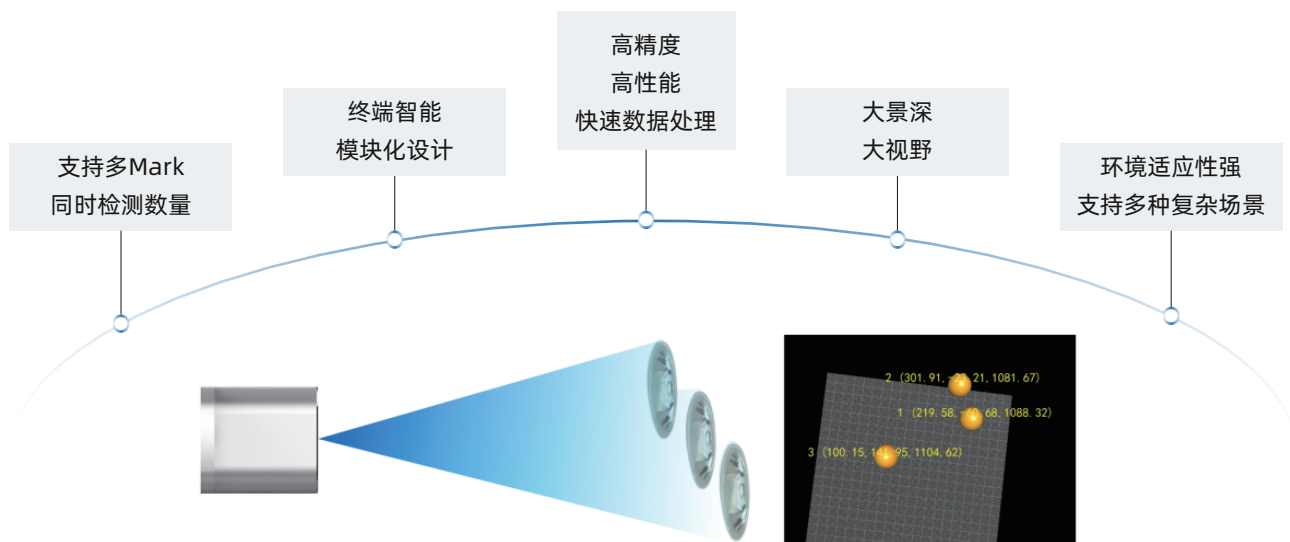 支持多Mark
同时检测数量
终端智能
模块化设计
高精度
高性能
快速数据处理
大景深
大视野
环境适应性强
支持多种复杂场景
2 (301.91, 21,1081.67)
1 (219.58, 68,1088.32)
3 (100.15, 95,1104.62)